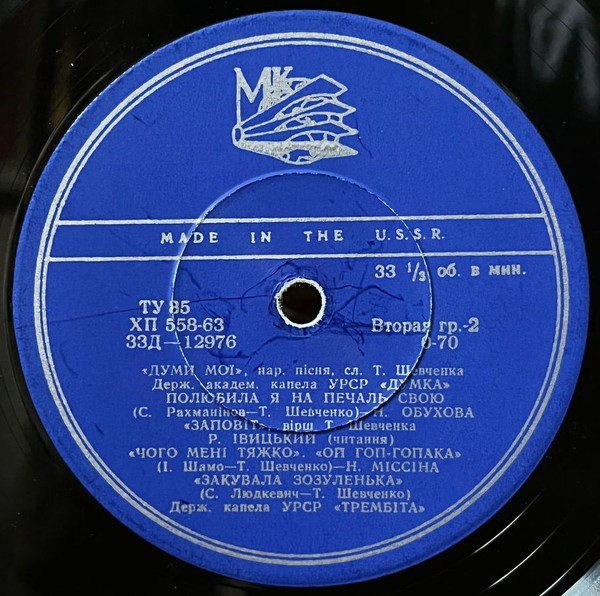 МК
MADE IN THE U.S.S.R.
33 1/3 об. в мин.
ТУ 35
ХП 558-63
33Д—12976
Вторая гр.-2
0-70
«ДУМИ МОЇ», нар. пісня, сл. Т. Шевченка
Держ. академ. капела УРСР «ДУМКА»
ПОЛЮБИЛА Я НА ПЕЧАЛЬ СВОЮ
(С. Рахманінов—Т. Шевченко)—Н. ОБУХОВА
«ЗАПОВІТ», вірш Т. Шевченка
Р. ІВИЦЬКИЙ (читання)
«ЧОГО МЕНІ ТЯЖКО». «ОЙ ГОП-ГОПАКА»
(І. Шамо—Т. Шевченко)—Н. МІССІНА
«ЗАКУВАЛА ЗОЗУЛЕНЬКА»
(С. Людкевич—Т. Шевченко)
Держ. капела УРСР «ТРЕМБІТА»